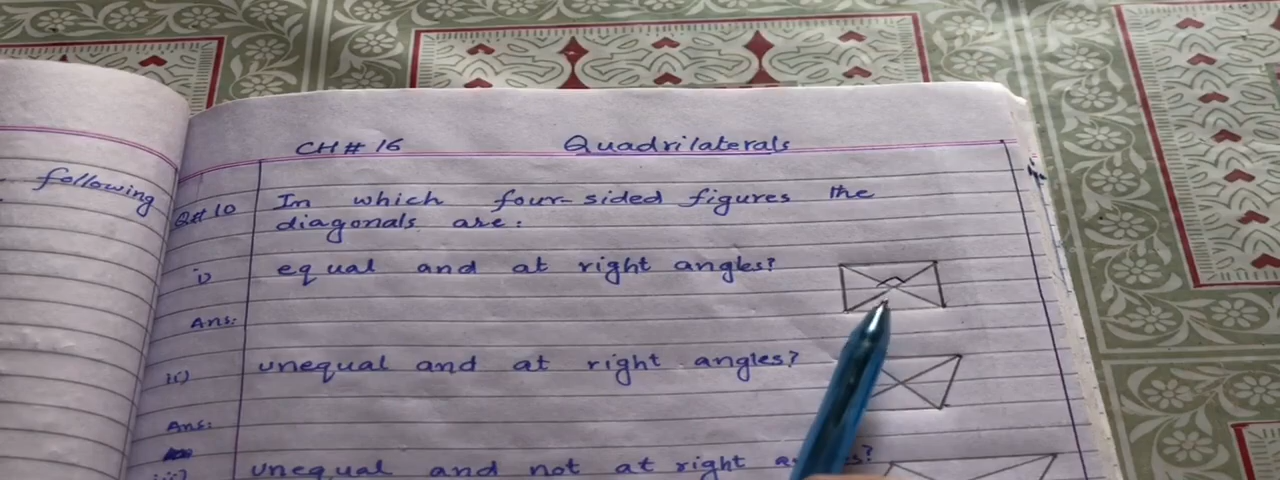 CH # 16 Quadrilaterals
following
Q# 10 In which four-sided figures the
diagonals are:
i) equal and at right angles?
Ans:
ii) unequal and at right angles?
Ans:
unequal and not at right